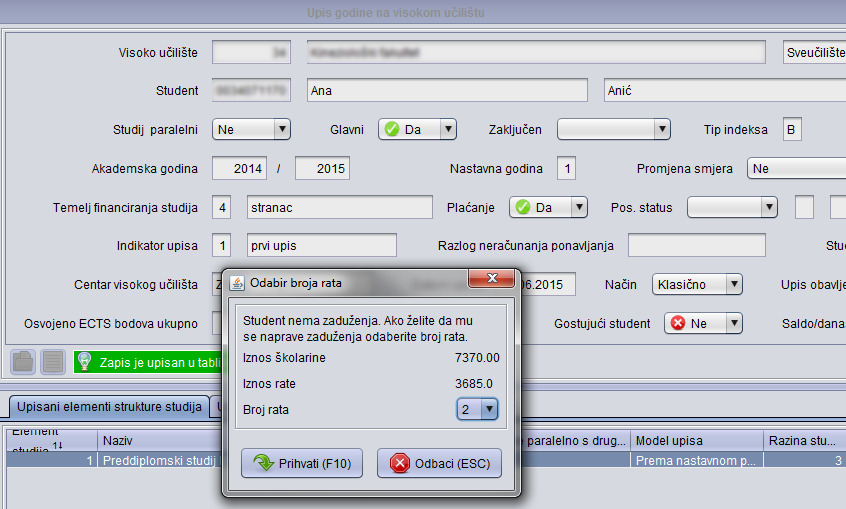 Upis godine na visokom učilištu
Visoko učilište Sveučilište
Student Ana Anić
Studij paralelni Ne Glavni Da Zaključen Tip indeksa B
Akademska godina 2014 / 2015 Nastavna godina 1 Promjena smjera Ne
Temelj financiranja studija 4 stranac Plaćanje Da Pos. status
Indikator upisa 1 prvi upis Razlog neračunanja ponavljanja Stu
Centar visokog učilišta 06.2015 Način Klasično Upis obavlje
Osvojeno ECTS bodova ukupno Gostujući student Ne Saldo/dana
Zapis je upisan u tabli
Odabir broja rata
Student nema zaduženja. Ako želite da mu
se naprave zaduženja odaberite broj rata.
Iznos školarine 7370.00
Iznos rate 3685.0
Broj rata 2
Prihvati (F10) Odbaci (ESC)
Upisani elementi strukture studija
Element
studija 1↓ Naziv paralelno s drug... Model upisa Razina stu...
1 Preddiplomski studij Prema nastavnom p... 3